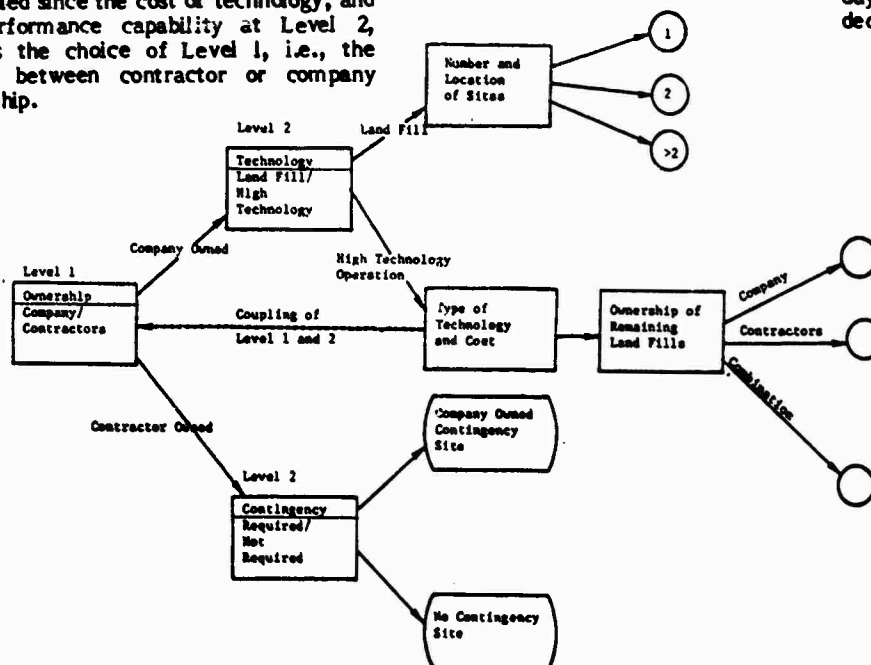 since the cost of technology, and
performance capability at Level 2,
the choice of Level 1, i.e., the
between contractor or company
Number and
Location
of Sites
1
2
>2
Level 2
Land Fill
Technology
Land Fill/
High
Technology
Company Owned
High Technology
Operation
Level 1
Ownership
Company/
Contractors
Coupling of
Level 1 and 2
Type of
Technology
and Cost
Ownership of
Remaining
Land Fills
Company
Contractors
Combination
Contractor Owned
Company Owned
Contingency
Site
Level 2
Contingency
Required/
Not
Required
No Contingency
Site